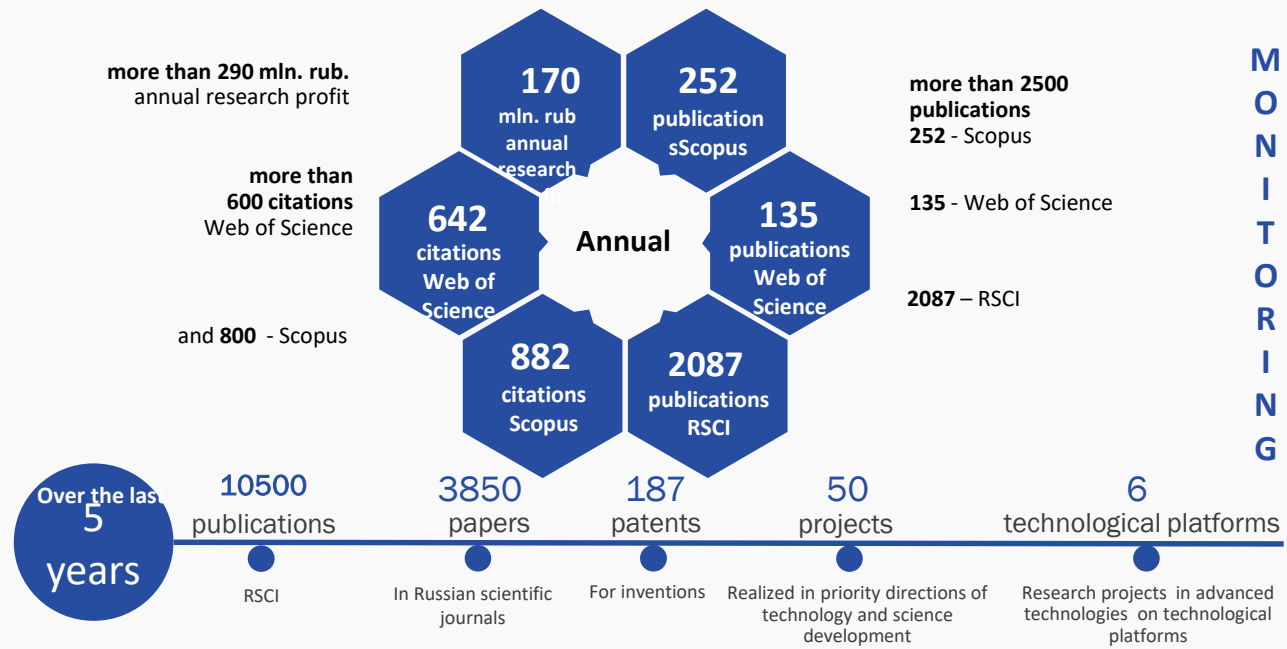 more than 290 mln. rub.
annual research profit
more than
600 citations
Web of Science
and 800 - Scopus
170
mln. rub
annual
research
252
publication
sScopus
642
citations
Web of
Science
Annual
135
publications
Web of
Science
882
citations
Scopus
2087
publications
RSCI
more than 2500
publications
252 - Scopus
135 - Web of Science
2087 – RSCI
M
O
N
I
T
O
R
I
N
G
Over the last
5
years
10500
publications
RSCI
3850
papers
In Russian scientific
journals
187
patents
For inventions
50
projects
Realized in priority directions of
technology and science
development
6
technological platforms
Research projects in advanced
technologies on technological
platforms